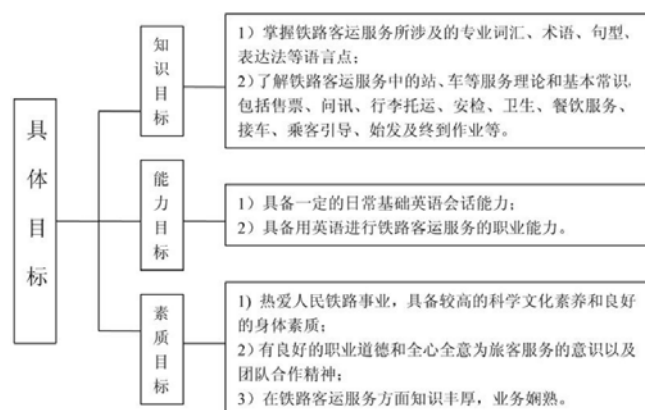 具体目标
知识目标
1）掌握铁路客运服务所涉及的专业词汇、术语、句型、
表达法等语言点；
2）了解铁路客运服务中的站、车等服务理论和基本常识，
包括售票、问讯、行李托运、安检、卫生、餐饮服务、
接车、乘客引导、始发及终到作业等。
能力目标
1）具备一定的日常基础英语会话能力；
2）具备用英语进行铁路客运服务的职业能力。
素质目标
1) 热爱人民铁路事业，具备较高的科学文化素养和良好
的身体素质；
2）有良好的职业道德和全心全意为旅客服务的意识以及
团队合作精神；
3）在铁路客运服务方面知识丰厚，业务娴熟。